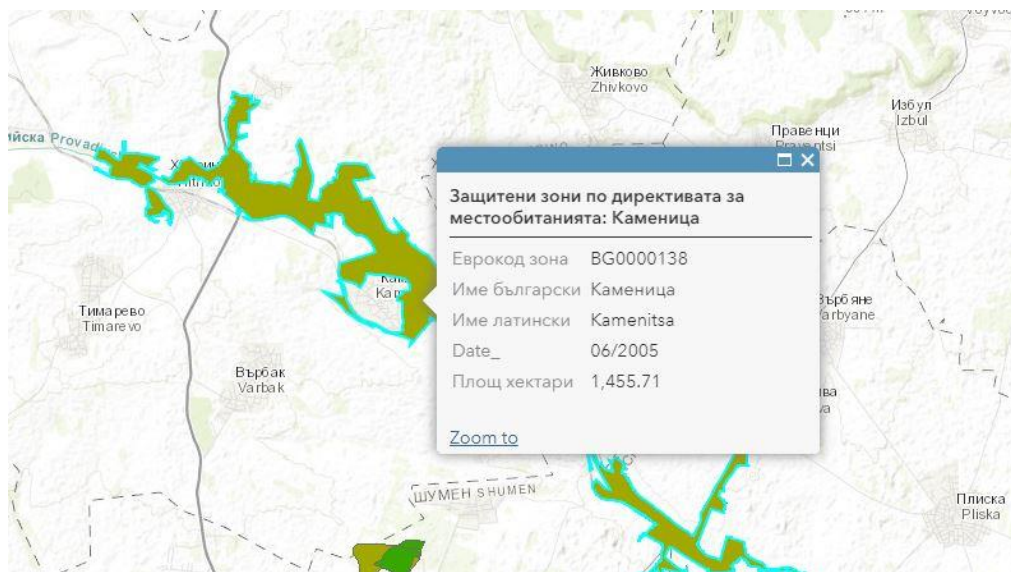 Живково
Zhivkovo
Избул
Izbul
Правенци
Provad
Защитени зони по директивата за
местообитанията: Каменица
Еврокод зона BG0000138
Име български Каменица
Име латински Kamenitsa
Date_ 06/2005
Площ хектари 1,455.71
Zoom to
Тимарево
Timarevo
Върбяне
Varbyane
Върбак
Varbak
ШУМЕН SHUMEN
Плиска
Pliska